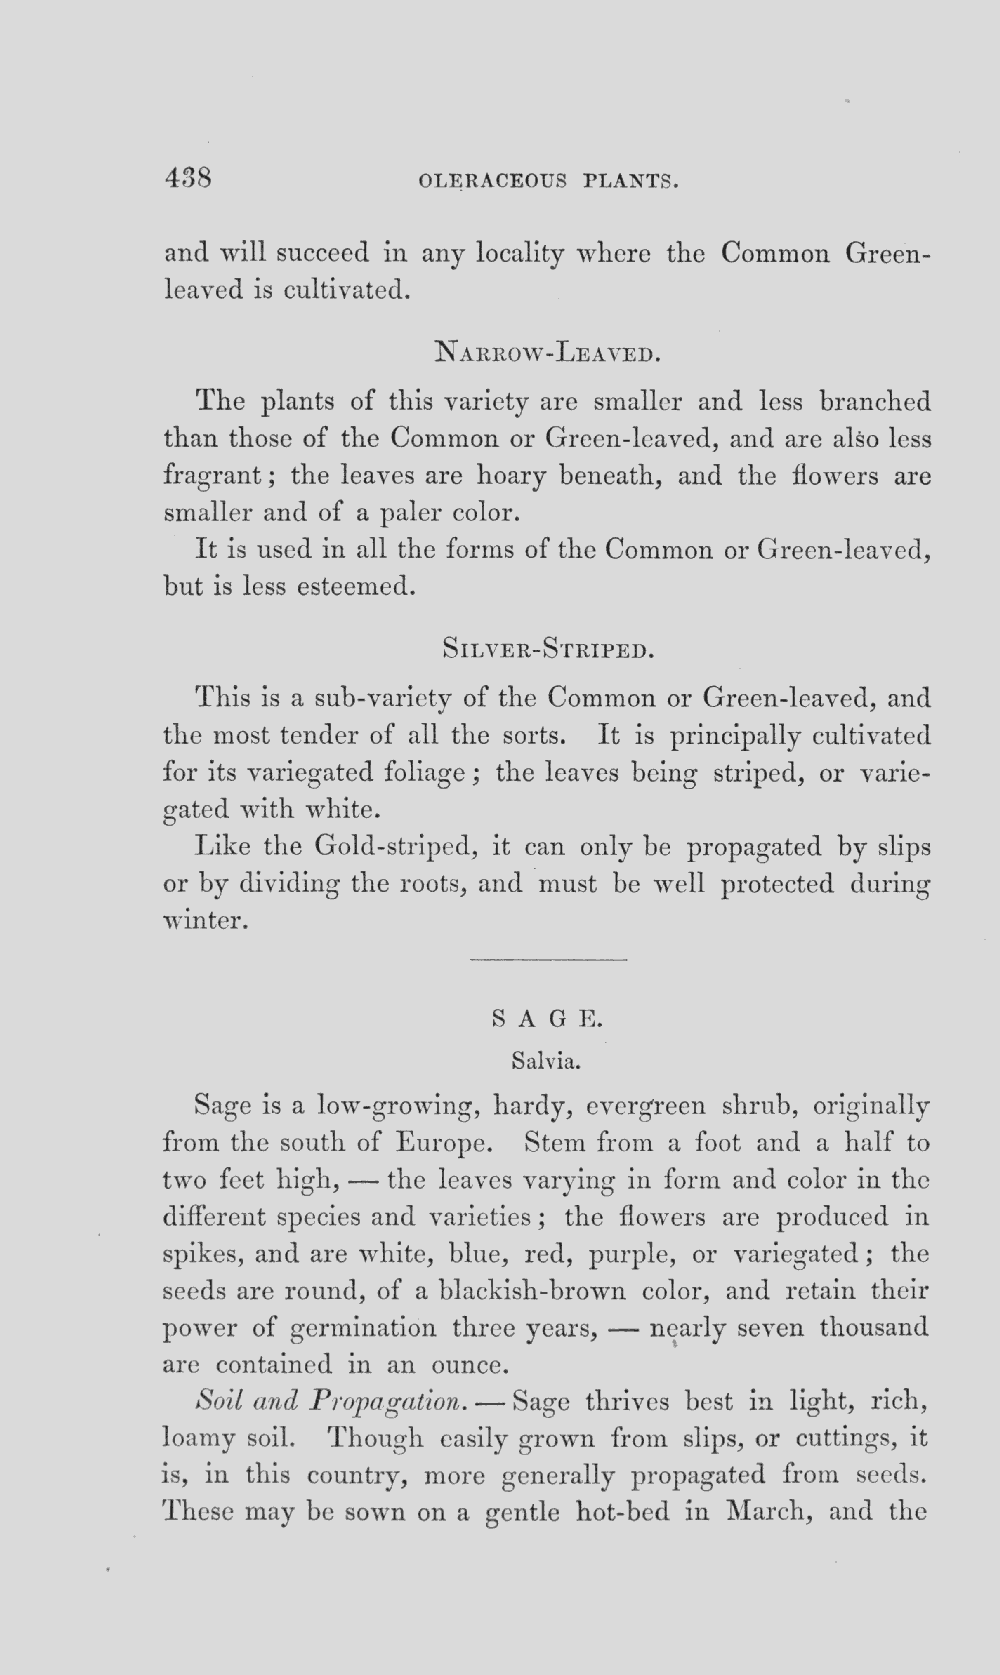 438 OLERACEOUS PLANTS.
and will succeed in any locality where the Common Green-
leaved is cultivated.
NARROW-LEAVED.
The plants of this variety are smaller and less branched
than those of the Common or Green-leaved, and are also less
fragrant; the leaves are hoary beneath, and the flowers are
smaller and of a paler color.
It is used in all the forms of the Common or Green-leaved,
but is less esteemed.
SILVER-STRIPED.
This is a sub-variety of the Common or Green-leaved, and
the most tender of all the sorts. It is principally cultivated
for its variegated foliage; the leaves being striped, or varie-
gated with white.
Like the Gold-striped, it can only be propagated by slips
or by dividing the roots, and must be well protected during
winter.
SAGE.
Salvia.
Sage is a low-growing, hardy, evergreen shrub, originally
from the south of Europe. Stem from a foot and a half to
two feet high, — the leaves varying in form and color in the
different species and varieties; the flowers are produced in
spikes, and are white, blue, red, purple, or variegated; the
seeds are round, of a blackish-brown color, and retain their
power of germination three years, — nearly seven thousand
are contained in an ounce.
Soil and Propagation. — Sage thrives best in light, rich,
loamy soil. Though easily grown from slips, or cuttings, it
is, in this country, more generally propagated from seeds.
These may be sown on a gentle hot-bed in March, and the